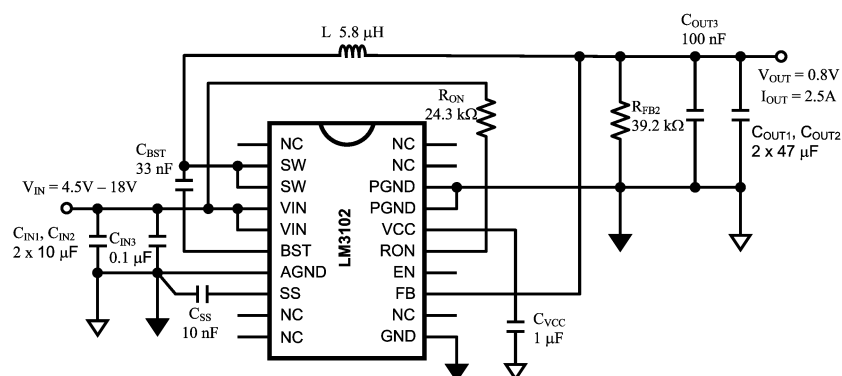 L 5.8 µH
C_OUT3
100 nF
V_OUT = 0.8V
I_OUT = 2.5A
R_ON
24.3 kΩ
R_FB2
39.2 kΩ
C_OUT1, C_OUT2
2 x 47 µF
C_BST
33 nF
V_IN = 4.5V – 18V
C_IN1, C_IN2
2 x 10 µF
C_IN3
0.1 µF
C_SS
10 nF
NC
SW
SW
VIN
VIN
BST
AGND
SS
NC
NC
LM3102
NC
NC
PGND
PGND
VCC
RON
EN
FB
NC
GND
C_VCC
1 µF